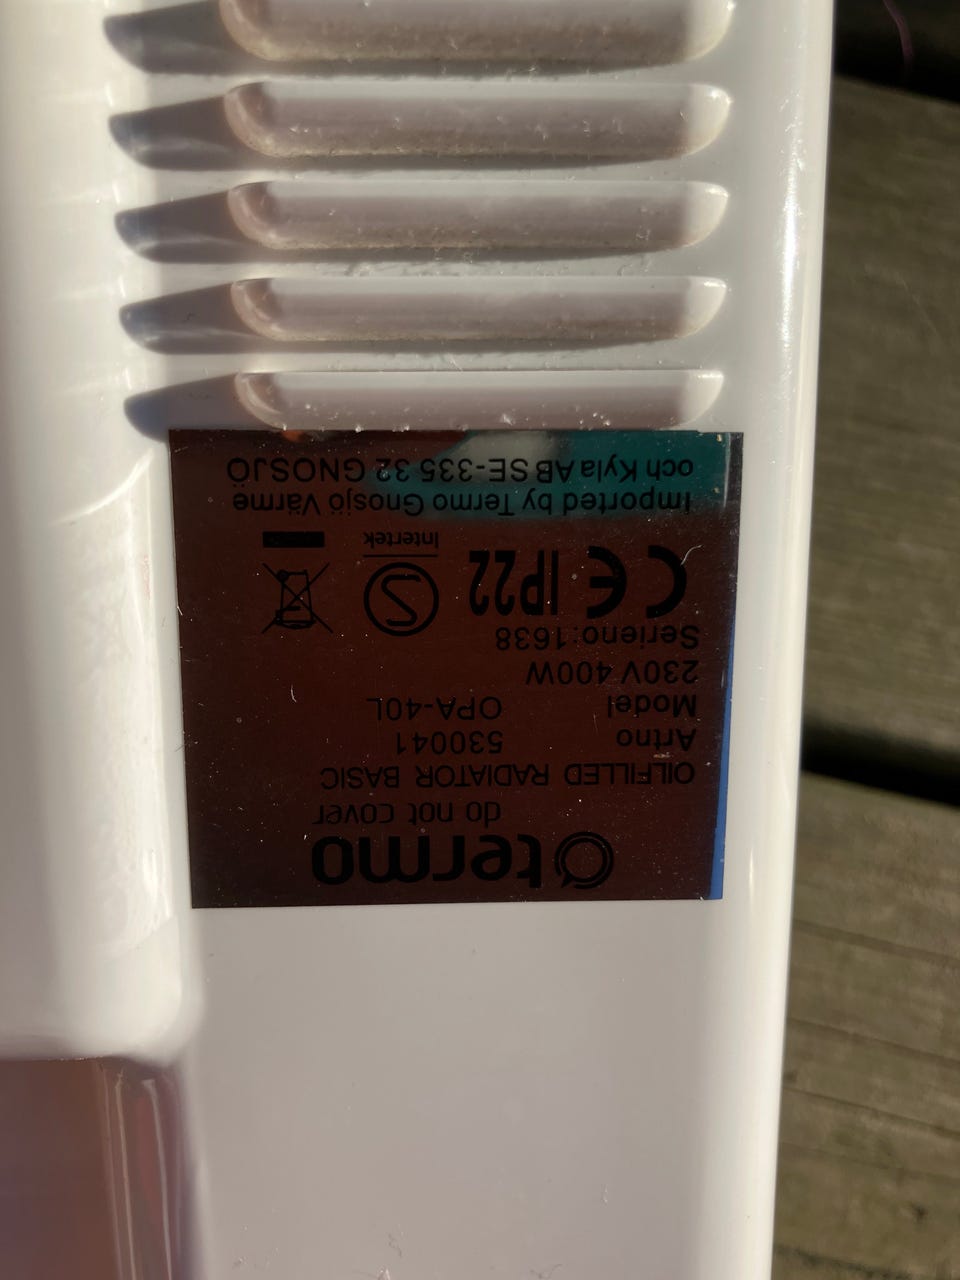 termo
do not cover
OILFILLED RADIATOR BASIC
Artno 530041
Model OPA-40L
230V 400W
Serieno:1638
CE IP22 S Intertek
Imported by Termo Gnosjö Värme
och Kyla AB SE-335 32 GNOSJÖ